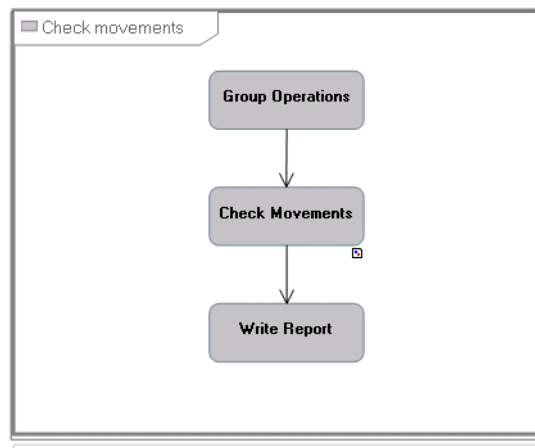 Check movements
Group Operations
Check Movements
Write Report